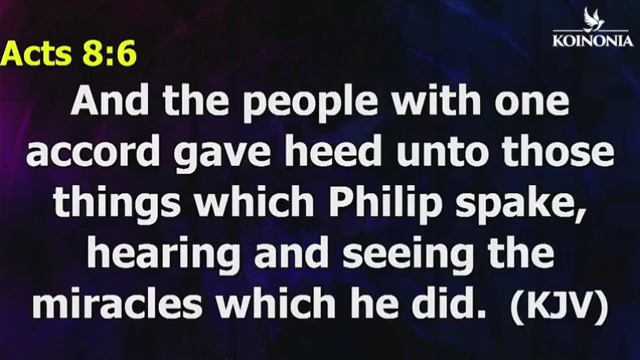 KOINONIA
Acts 8:6
And the people with one
accord gave heed unto those
things which Philip spake,
hearing and seeing the
miracles which he did. (KJV)